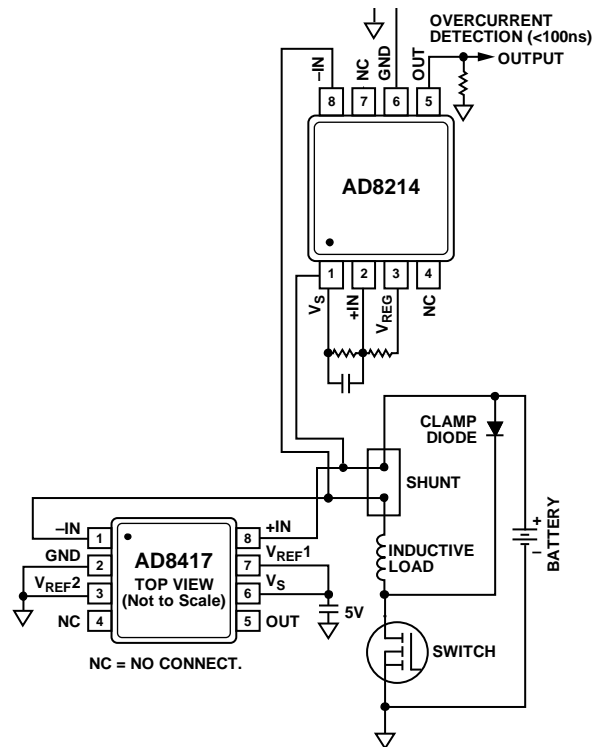 OVERCURRENT
DETECTION (<100ns)
OUTPUT
–IN
NC
GND
OUT
8
7
6
5
AD8214
1
2
3
4
VS
+IN
VREG
NC
CLAMP
DIODE
SHUNT
BATTERY
+
–
INDUCTIVE
LOAD
SWITCH
–IN
1
GND
2
VREF2
3
NC
4
AD8417
TOP VIEW
(Not to Scale)
8
+IN
7
VREF1
6
VS
5
OUT
5V
NC = NO CONNECT.